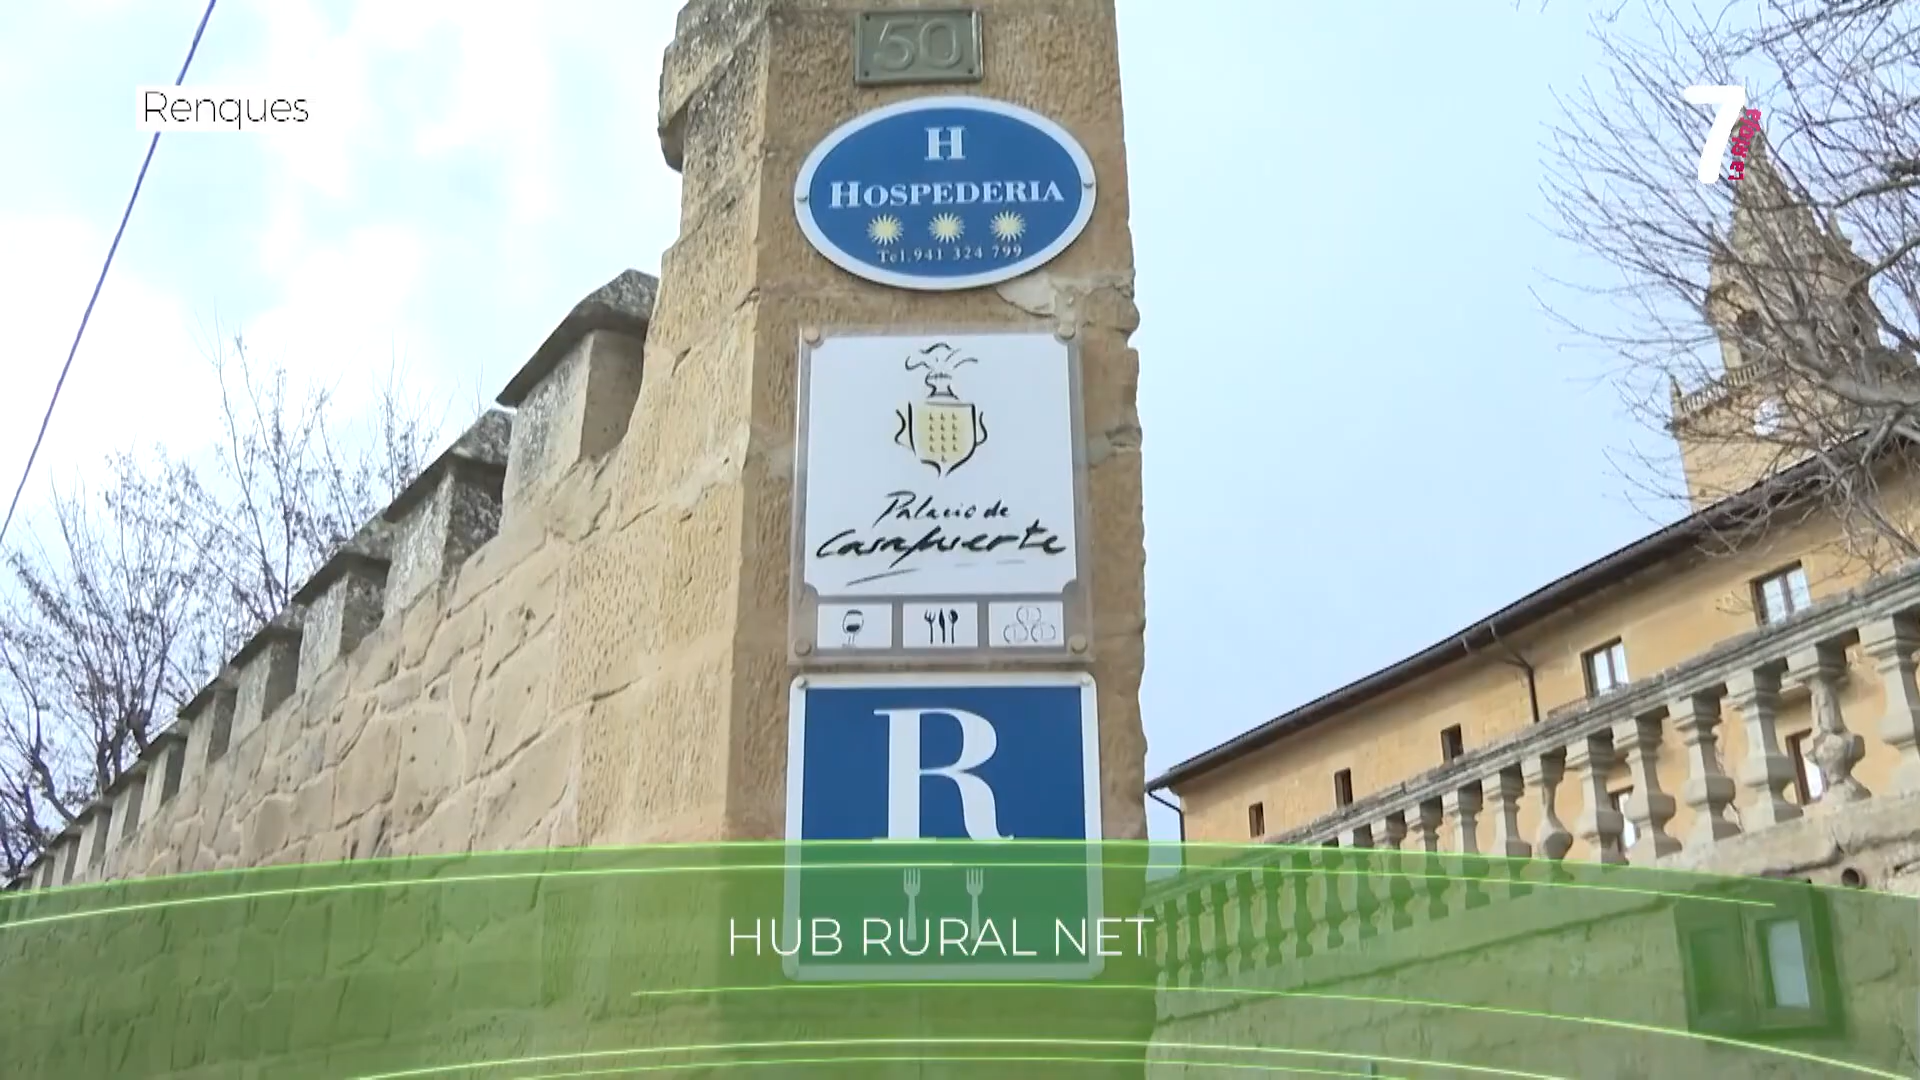 Renques
50
7
La Rioja
H
HOSPEDERIA
Tel.941 324 799
Palacio de
Casafuerte
R
HUB RURAL NET